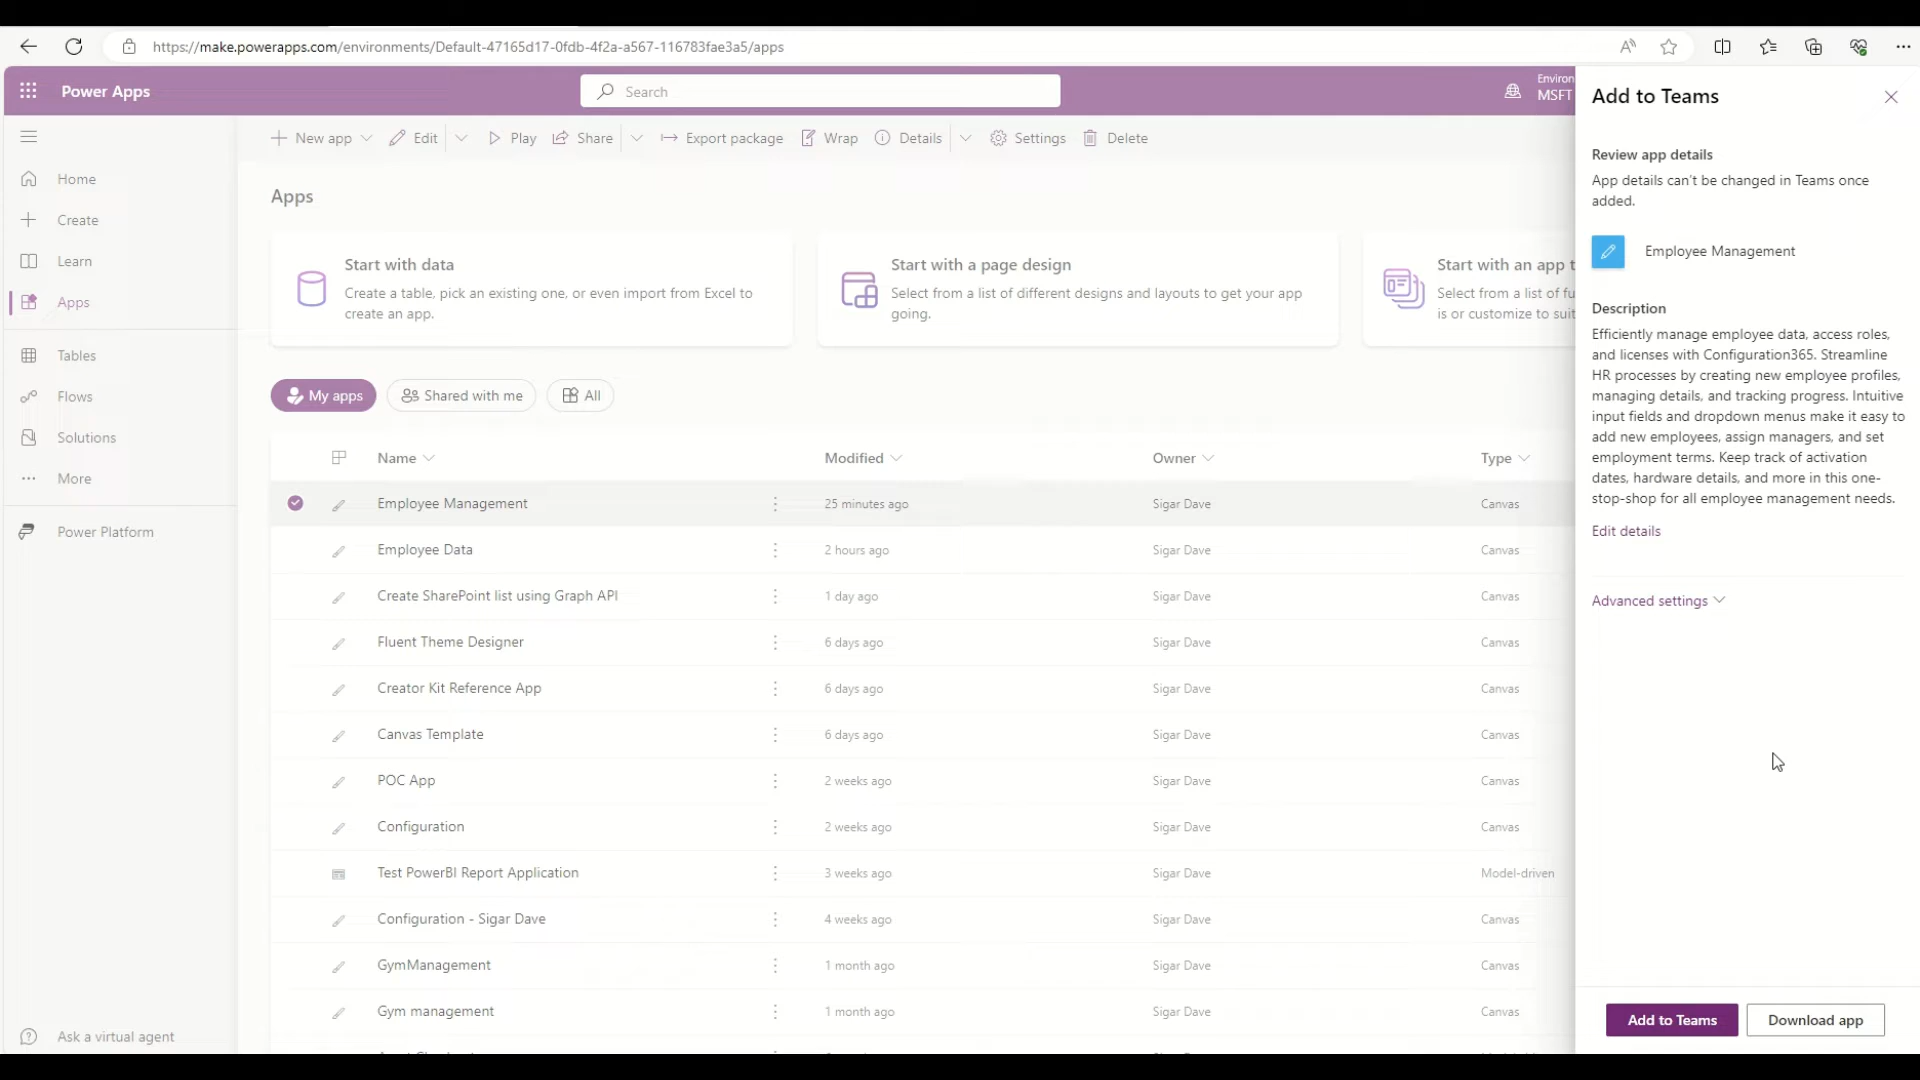 https://make.powerapps.com/environments/Default-47165d17-0fdb-4f2a-a567-116783fae3a5/apps
Power Apps
Search
Environ
MSFT
New app
Edit
Play
Share
Export package
Wrap
Details
Settings
Delete
Home
Create
Learn
Apps
Tables
Flows
Solutions
More
Power Platform
Ask a virtual agent
Apps
Start with data
Create a table, pick an existing one, or even import from Excel to
create an app.
Start with a page design
Select from a list of different designs and layouts to get your app
going.
Start with an app t
Select from a list of fu
is or customize to suit
My apps
Shared with me
All
Name Modified Owner Type
Employee Management 25 minutes ago Sigar Dave Canvas
Employee Data 2 hours ago Sigar Dave Canvas
Create SharePoint list using Graph API 1 day ago Sigar Dave Canvas
Fluent Theme Designer 6 days ago Sigar Dave Canvas
Creator Kit Reference App 6 days ago Sigar Dave Canvas
Canvas Template 6 days ago Sigar Dave Canvas
POC App 2 weeks ago Sigar Dave Canvas
Configuration 2 weeks ago Sigar Dave Canvas
Test PowerBI Report Application 3 weeks ago Sigar Dave Model-driven
Configuration - Sigar Dave 4 weeks ago Sigar Dave Canvas
GymManagement 1 month ago Sigar Dave Canvas
Gym management 1 month ago Sigar Dave Canvas
Add to Teams
Review app details
App details can't be changed in Teams once
added.
Employee Management
Description
Efficiently manage employee data, access roles,
and licenses with Configuration365. Streamline
HR processes by creating new employee profiles,
managing details, and tracking progress. Intuitive
input fields and dropdown menus make it easy to
add new employees, assign managers, and set
employment terms. Keep track of activation
dates, hardware details, and more in this one-
stop-shop for all employee management needs.
Edit details
Advanced settings
Add to Teams
Download app